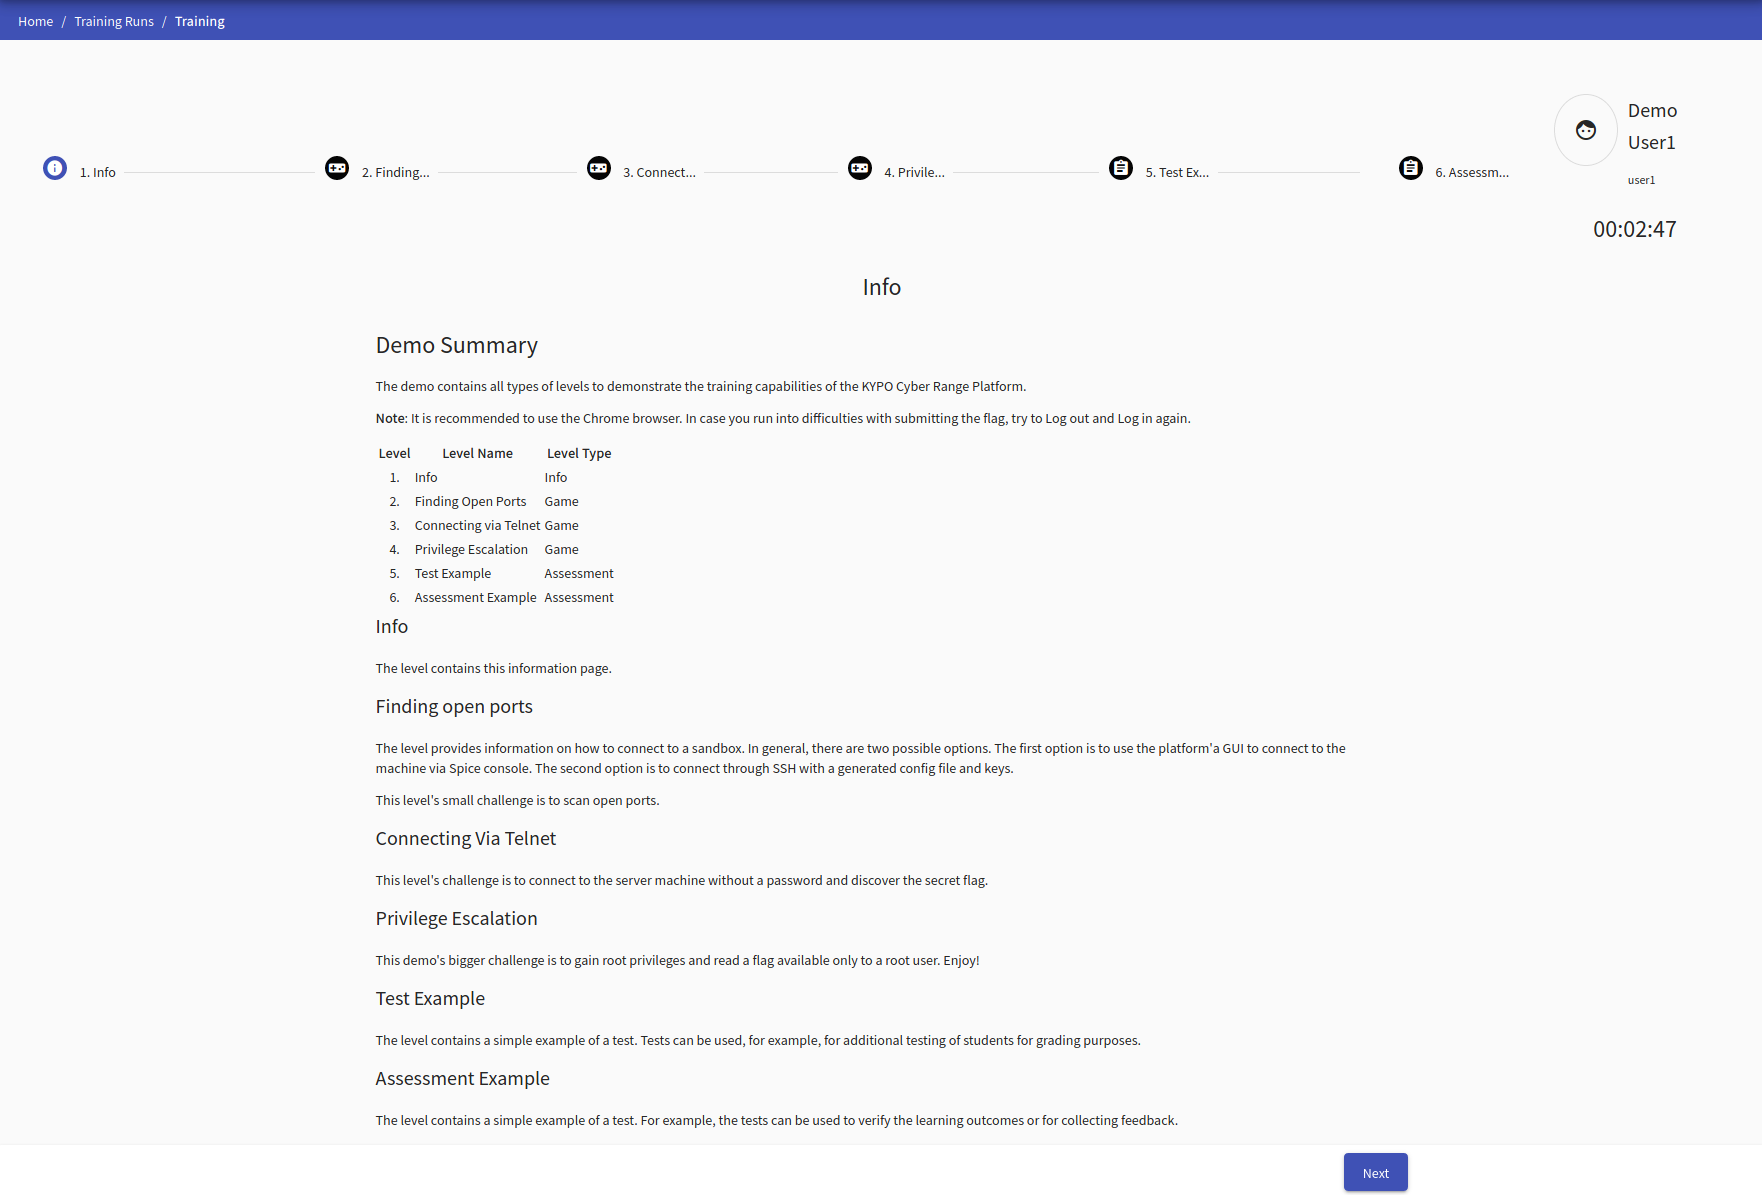 Home / Training Runs / Training
Demo
User1
user1
1. Info
2. Finding...
3. Connect...
4. Privile...
5. Test Ex...
6. Assessm...
00:02:47
Info
Demo Summary
The demo contains all types of levels to demonstrate the training capabilities of the KYPO Cyber Range Platform.
Note: It is recommended to use the Chrome browser. In case you run into difficulties with submitting the flag, try to Log out and Log in again.
Level Level Name Level Type
1. Info Info
2. Finding Open Ports Game
3. Connecting via Telnet Game
4. Privilege Escalation Game
5. Test Example Assessment
6. Assessment Example Assessment
Info
The level contains this information page.
Finding open ports
The level provides information on how to connect to a sandbox. In general, there are two possible options. The first option is to use the platform'a GUI to connect to the
machine via Spice console. The second option is to connect through SSH with a generated config file and keys.
This level's small challenge is to scan open ports.
Connecting Via Telnet
This level's challenge is to connect to the server machine without a password and discover the secret flag.
Privilege Escalation
This demo's bigger challenge is to gain root privileges and read a flag available only to a root user. Enjoy!
Test Example
The level contains a simple example of a test. Tests can be used, for example, for additional testing of students for grading purposes.
Assessment Example
The level contains a simple example of a test. For example, the tests can be used to verify the learning outcomes or for collecting feedback.
Next